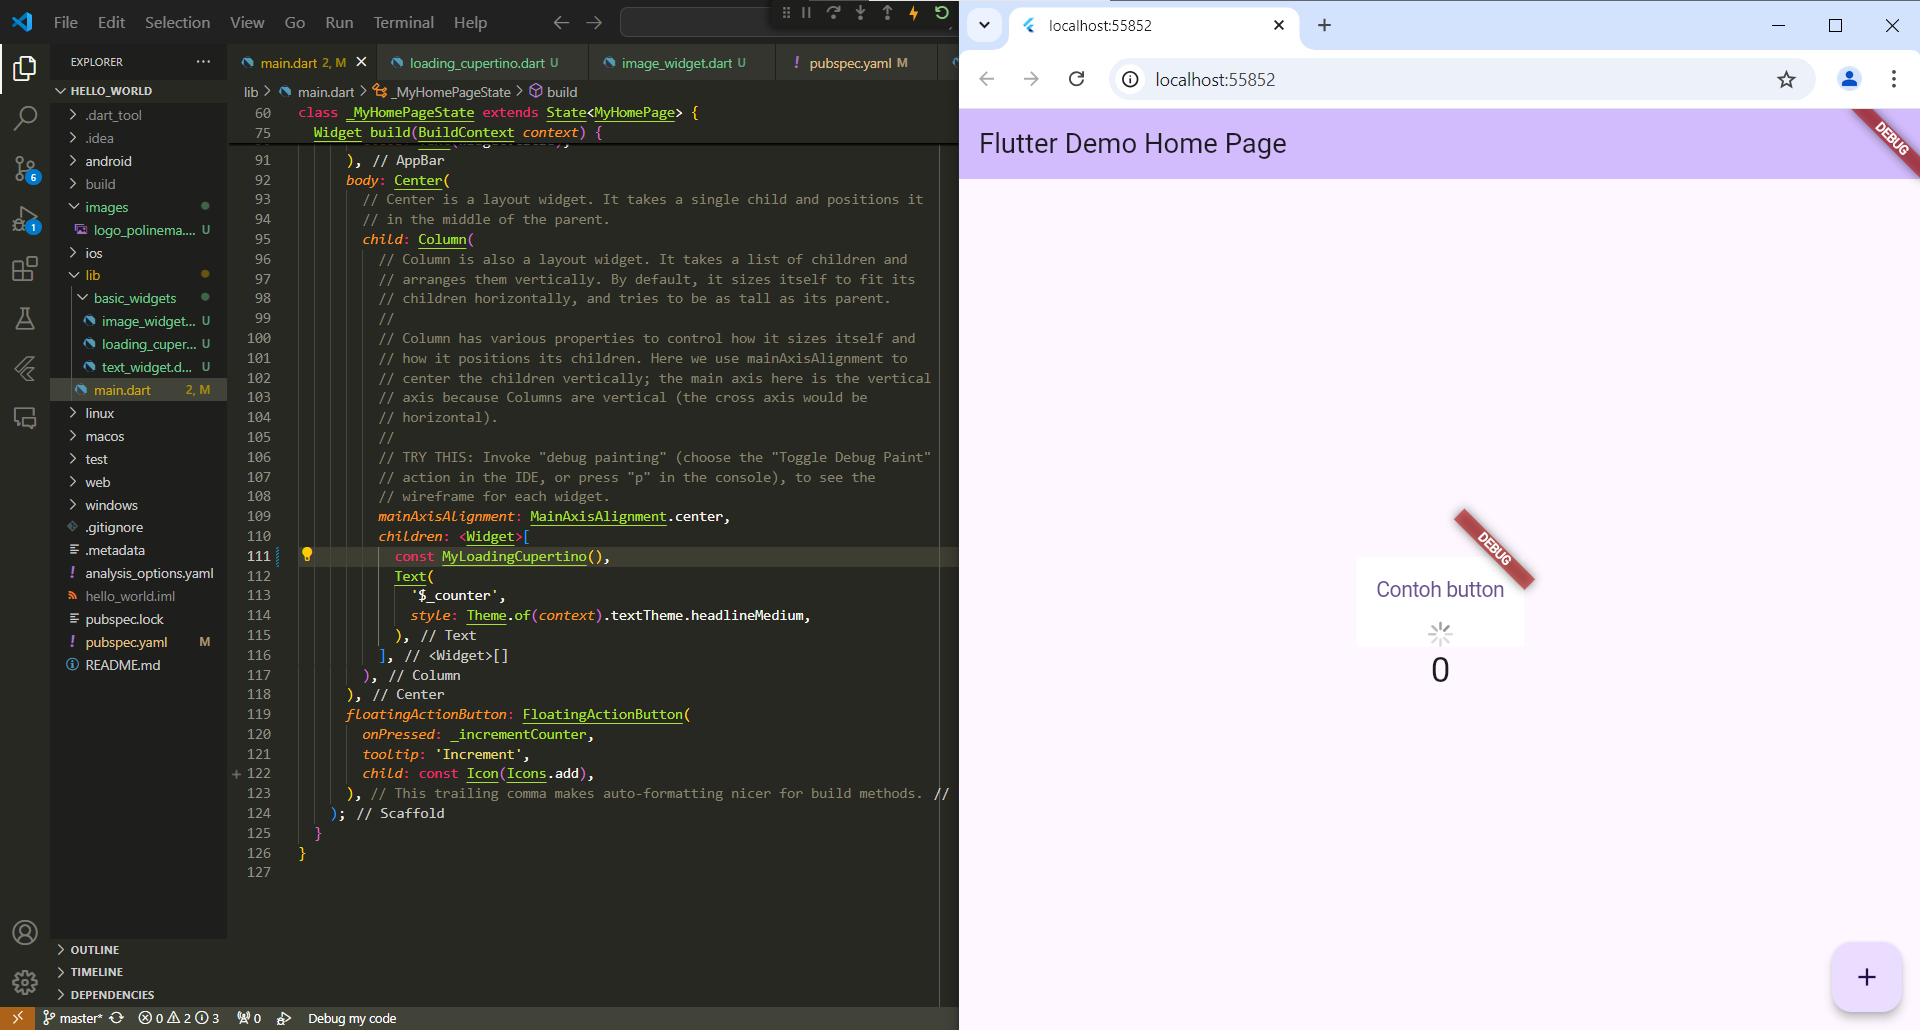 File Edit Selection View Go Run Terminal Help
EXPLORER
HELLO_WORLD
.dart_tool
.idea
android
build
images
logo_polinema.... U
ios
lib
basic_widgets
image_widget... U
loading_cuper... U
text_widget.d... U
main.dart 2, M
linux
macos
test
web
windows
.gitignore
.metadata
analysis_options.yaml
hello_world.iml
pubspec.lock
pubspec.yaml M
README.md
OUTLINE
TIMELINE
DEPENDENCIES
6
1
main.dart 2, M
loading_cupertino.dart U
image_widget.dart U
pubspec.yaml M
lib > main.dart > _MyHomePageState > build
60 class _MyHomePageState extends State<MyHomePage> {
75 Widget build(BuildContext context) {
91 ), // AppBar
92 body: Center(
93 // Center is a layout widget. It takes a single child and positions it
94 // in the middle of the parent.
95 child: Column(
96 // Column is also a layout widget. It takes a list of children and
97 // arranges them vertically. By default, it sizes itself to fit its
98 // children horizontally, and tries to be as tall as its parent.
99 //
100 // Column has various properties to control how it sizes itself and
101 // how it positions its children. Here we use mainAxisAlignment to
102 // center the children vertically; the main axis here is the vertical
103 // axis because Columns are vertical (the cross axis would be
104 // horizontal).
105 //
106 // TRY THIS: Invoke "debug painting" (choose the "Toggle Debug Paint"
107 // action in the IDE, or press "p" in the console), to see the
108 // wireframe for each widget.
109 mainAxisAlignment: MainAxisAlignment.center,
110 children: <Widget>[
111 const MyLoadingCupertino(),
112 Text(
113 '$_counter',
114 style: Theme.of(context).textTheme.headlineMedium,
115 ), // Text
116 ], // <Widget>[]
117 ), // Column
118 ), // Center
119 floatingActionButton: FloatingActionButton(
120 onPressed: _incrementCounter,
121 tooltip: 'Increment',
122 child: const Icon(Icons.add),
123 ), // This trailing comma makes auto-formatting nicer for build methods. //
124 ); // Scaffold
125 }
126 }
127
master* 0 2 3 0 Debug my code
localhost:55852
localhost:55852
Flutter Demo Home Page
DEBUG
DEBUG
Contoh button
0
+